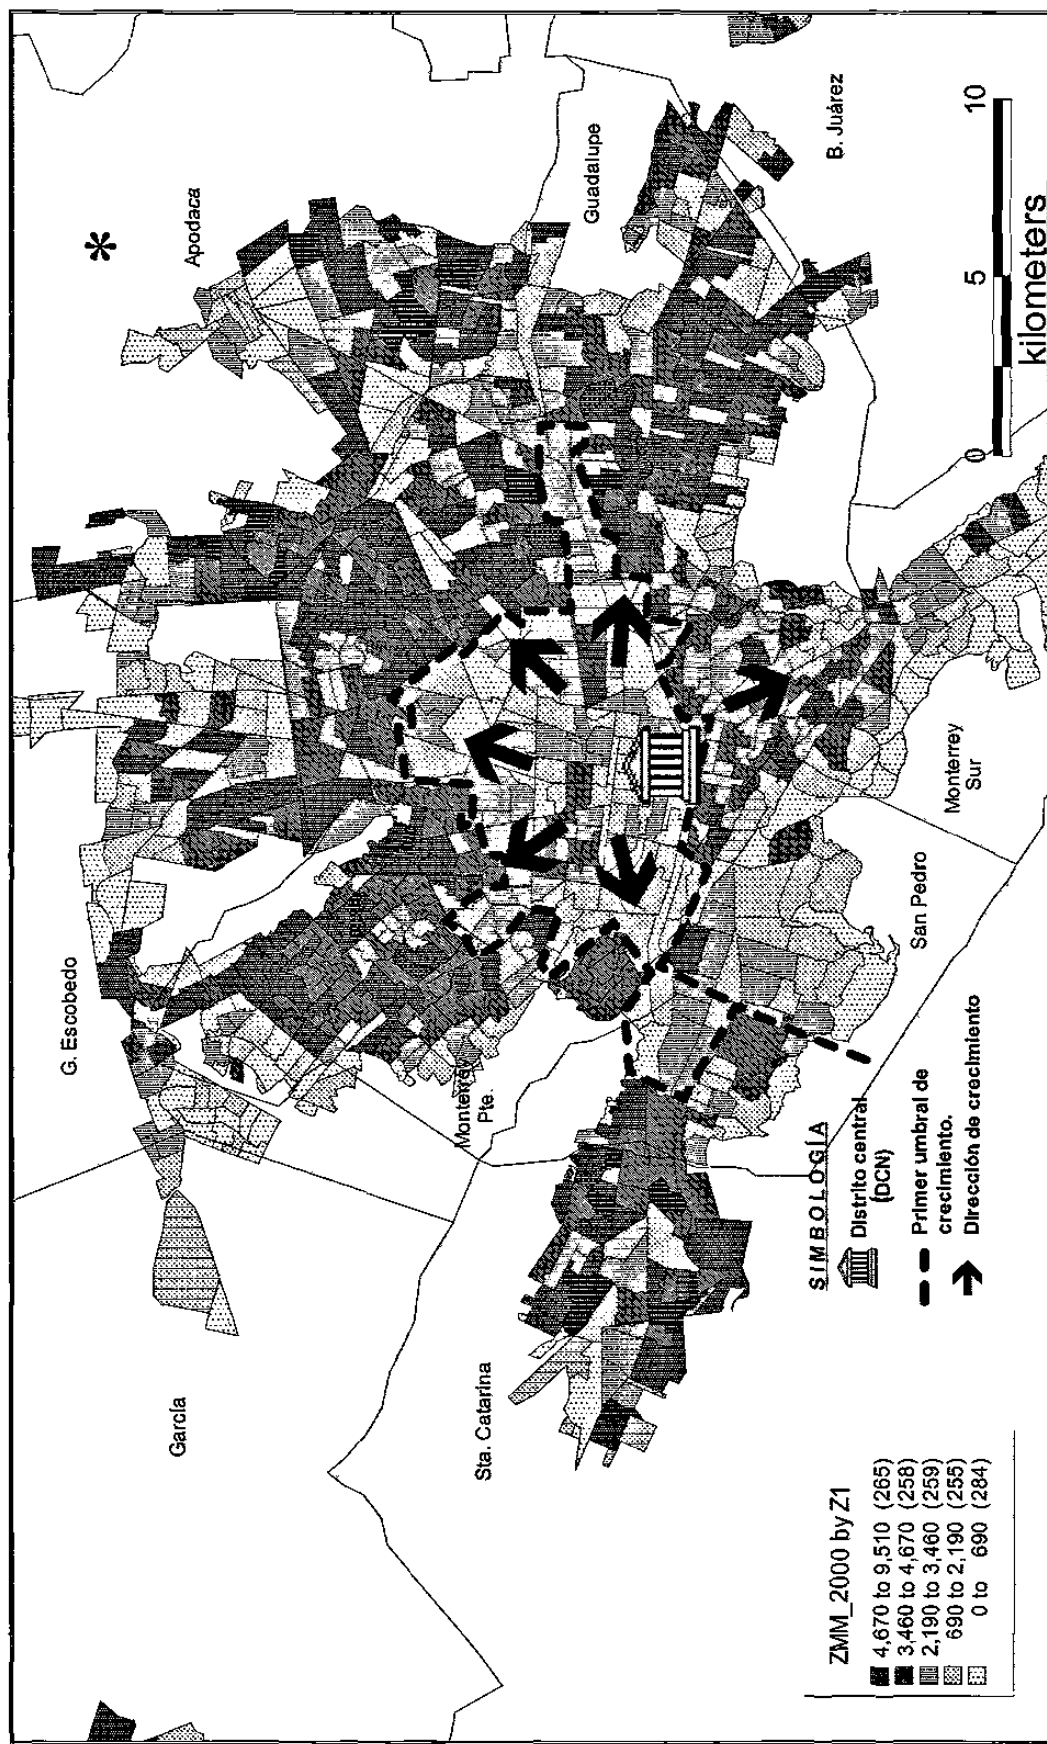 G. Escobedo
Apodaca
García
Monterrey
Pte.
Guadalupe
Sta. Catarina
B. Juárez
San Pedro
Monterrey
Sur
SIMBOLOGÍA
Distrito central
(DCN)
Primer umbral de
crecimiento.
Dirección de crecimiento
ZMM_2000 by Z1
4,670 to 9,510 (265)
3,460 to 4,670 (258)
2,190 to 3,460 (259)
690 to 2,190 (255)
0 to 690 (284)
0 5 10
kilometers